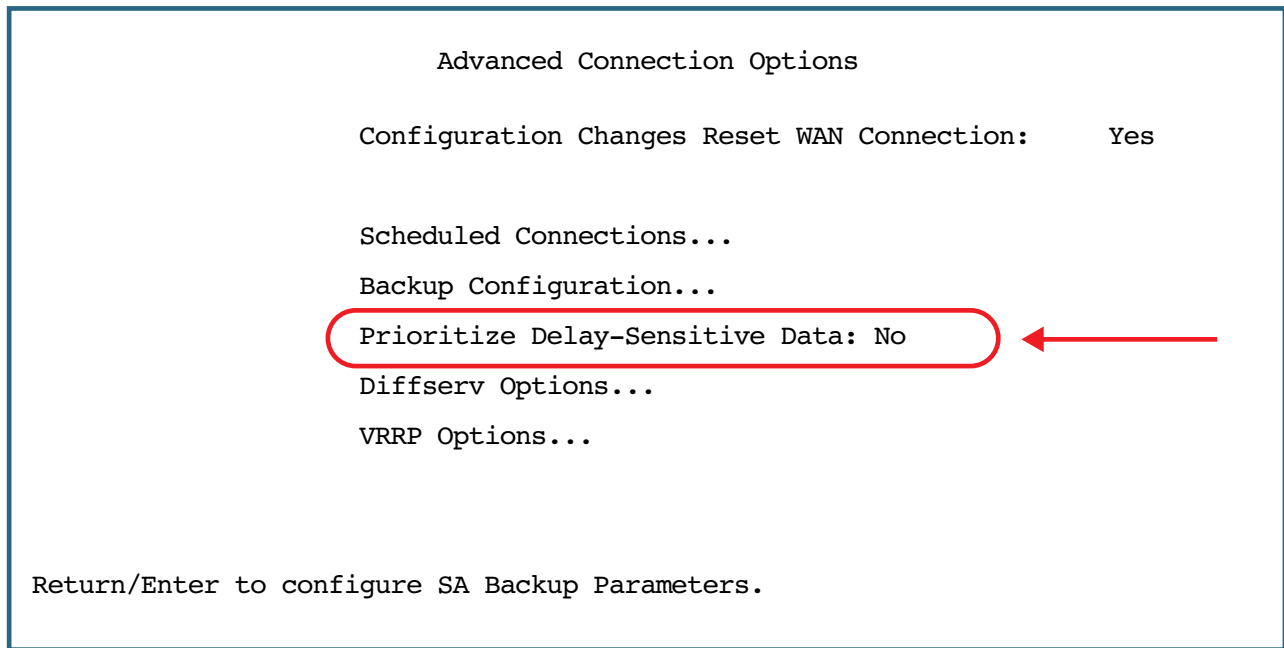 Advanced Connection Options
Configuration Changes Reset WAN Connection: Yes
Scheduled Connections...
Backup Configuration...
Prioritize Delay-Sensitive Data: No
Diffserv Options...
VRRP Options...
Return/Enter to configure SA Backup Parameters.